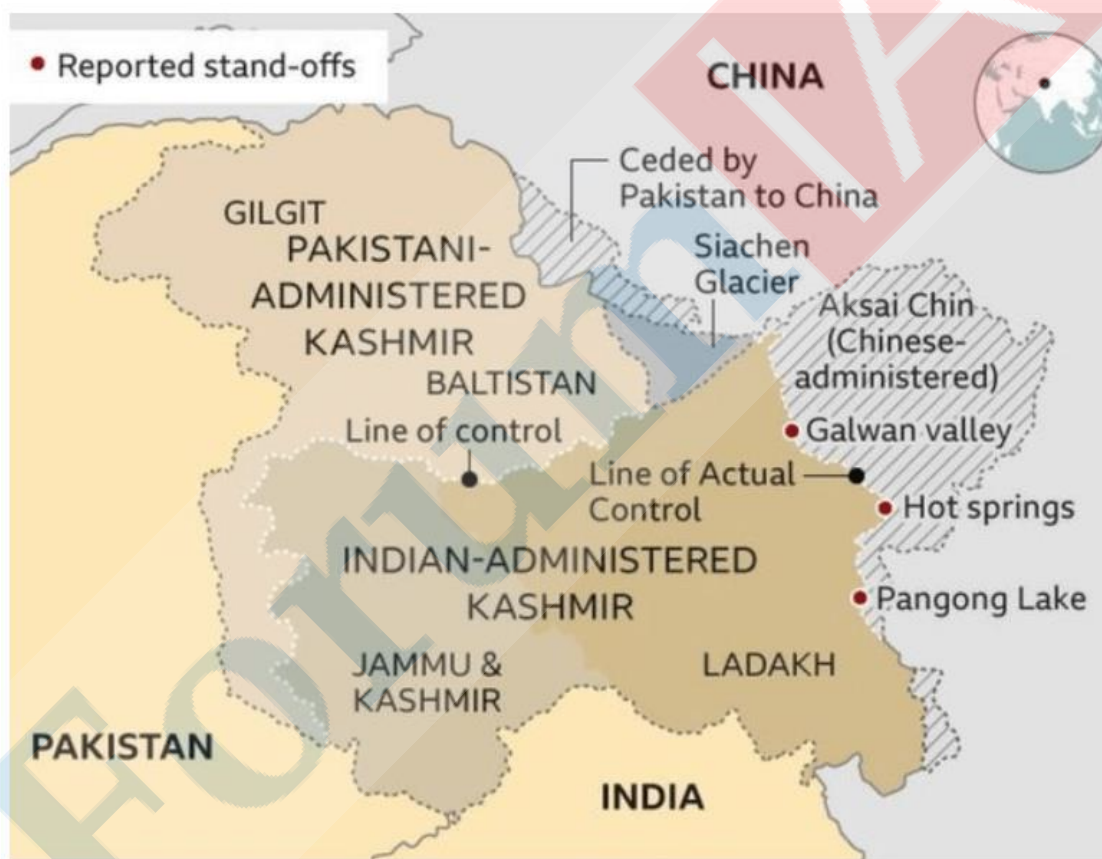 Reported stand-offs
CHINA
Ceded by
Pakistan to China
Siachen
Glacier
GILGIT
PAKISTANI-
ADMINISTERED
KASHMIR
BALTISTAN
Aksai Chin
(Chinese-
administered)
Line of control
Galwan valley
Line of Actual
Control
Hot springs
INDIAN-ADMINISTERED
KASHMIR
Pangong Lake
JAMMU &
KASHMIR
LADAKH
PAKISTAN
INDIA
ForumIA